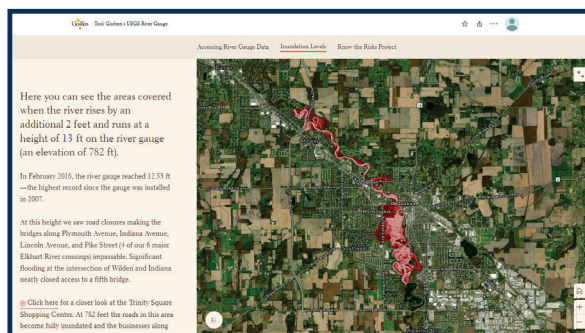 Goshen
Tool: Goshen's USGS River Gauge
Accessing River Gauge Data
Inundation Levels
Know the Risks Project
Here you can see the areas covered
when the river rises by an
additional 2 feet and runs at a
height of 13 ft on the river gauge
(an elevation of 782 ft).
In February 2018, the river gauge reached 12.53 ft
—the highest record since the gauge was installed
in 2007.
At this height we saw road closures making the
bridges along Plymouth Avenue, Indiana Avenue,
Lincoln Avenue, and Pike Street (4 of our 6 major
Elkhart River crossings) impassable. Significant
flooding at the intersection of Wilden and Indiana
nearly closed access to a fifth bridge.
Click here for a closer look at the Trinity Square
Shopping Center. At 782 feet the roads in this area
become fully inundated and the businesses along